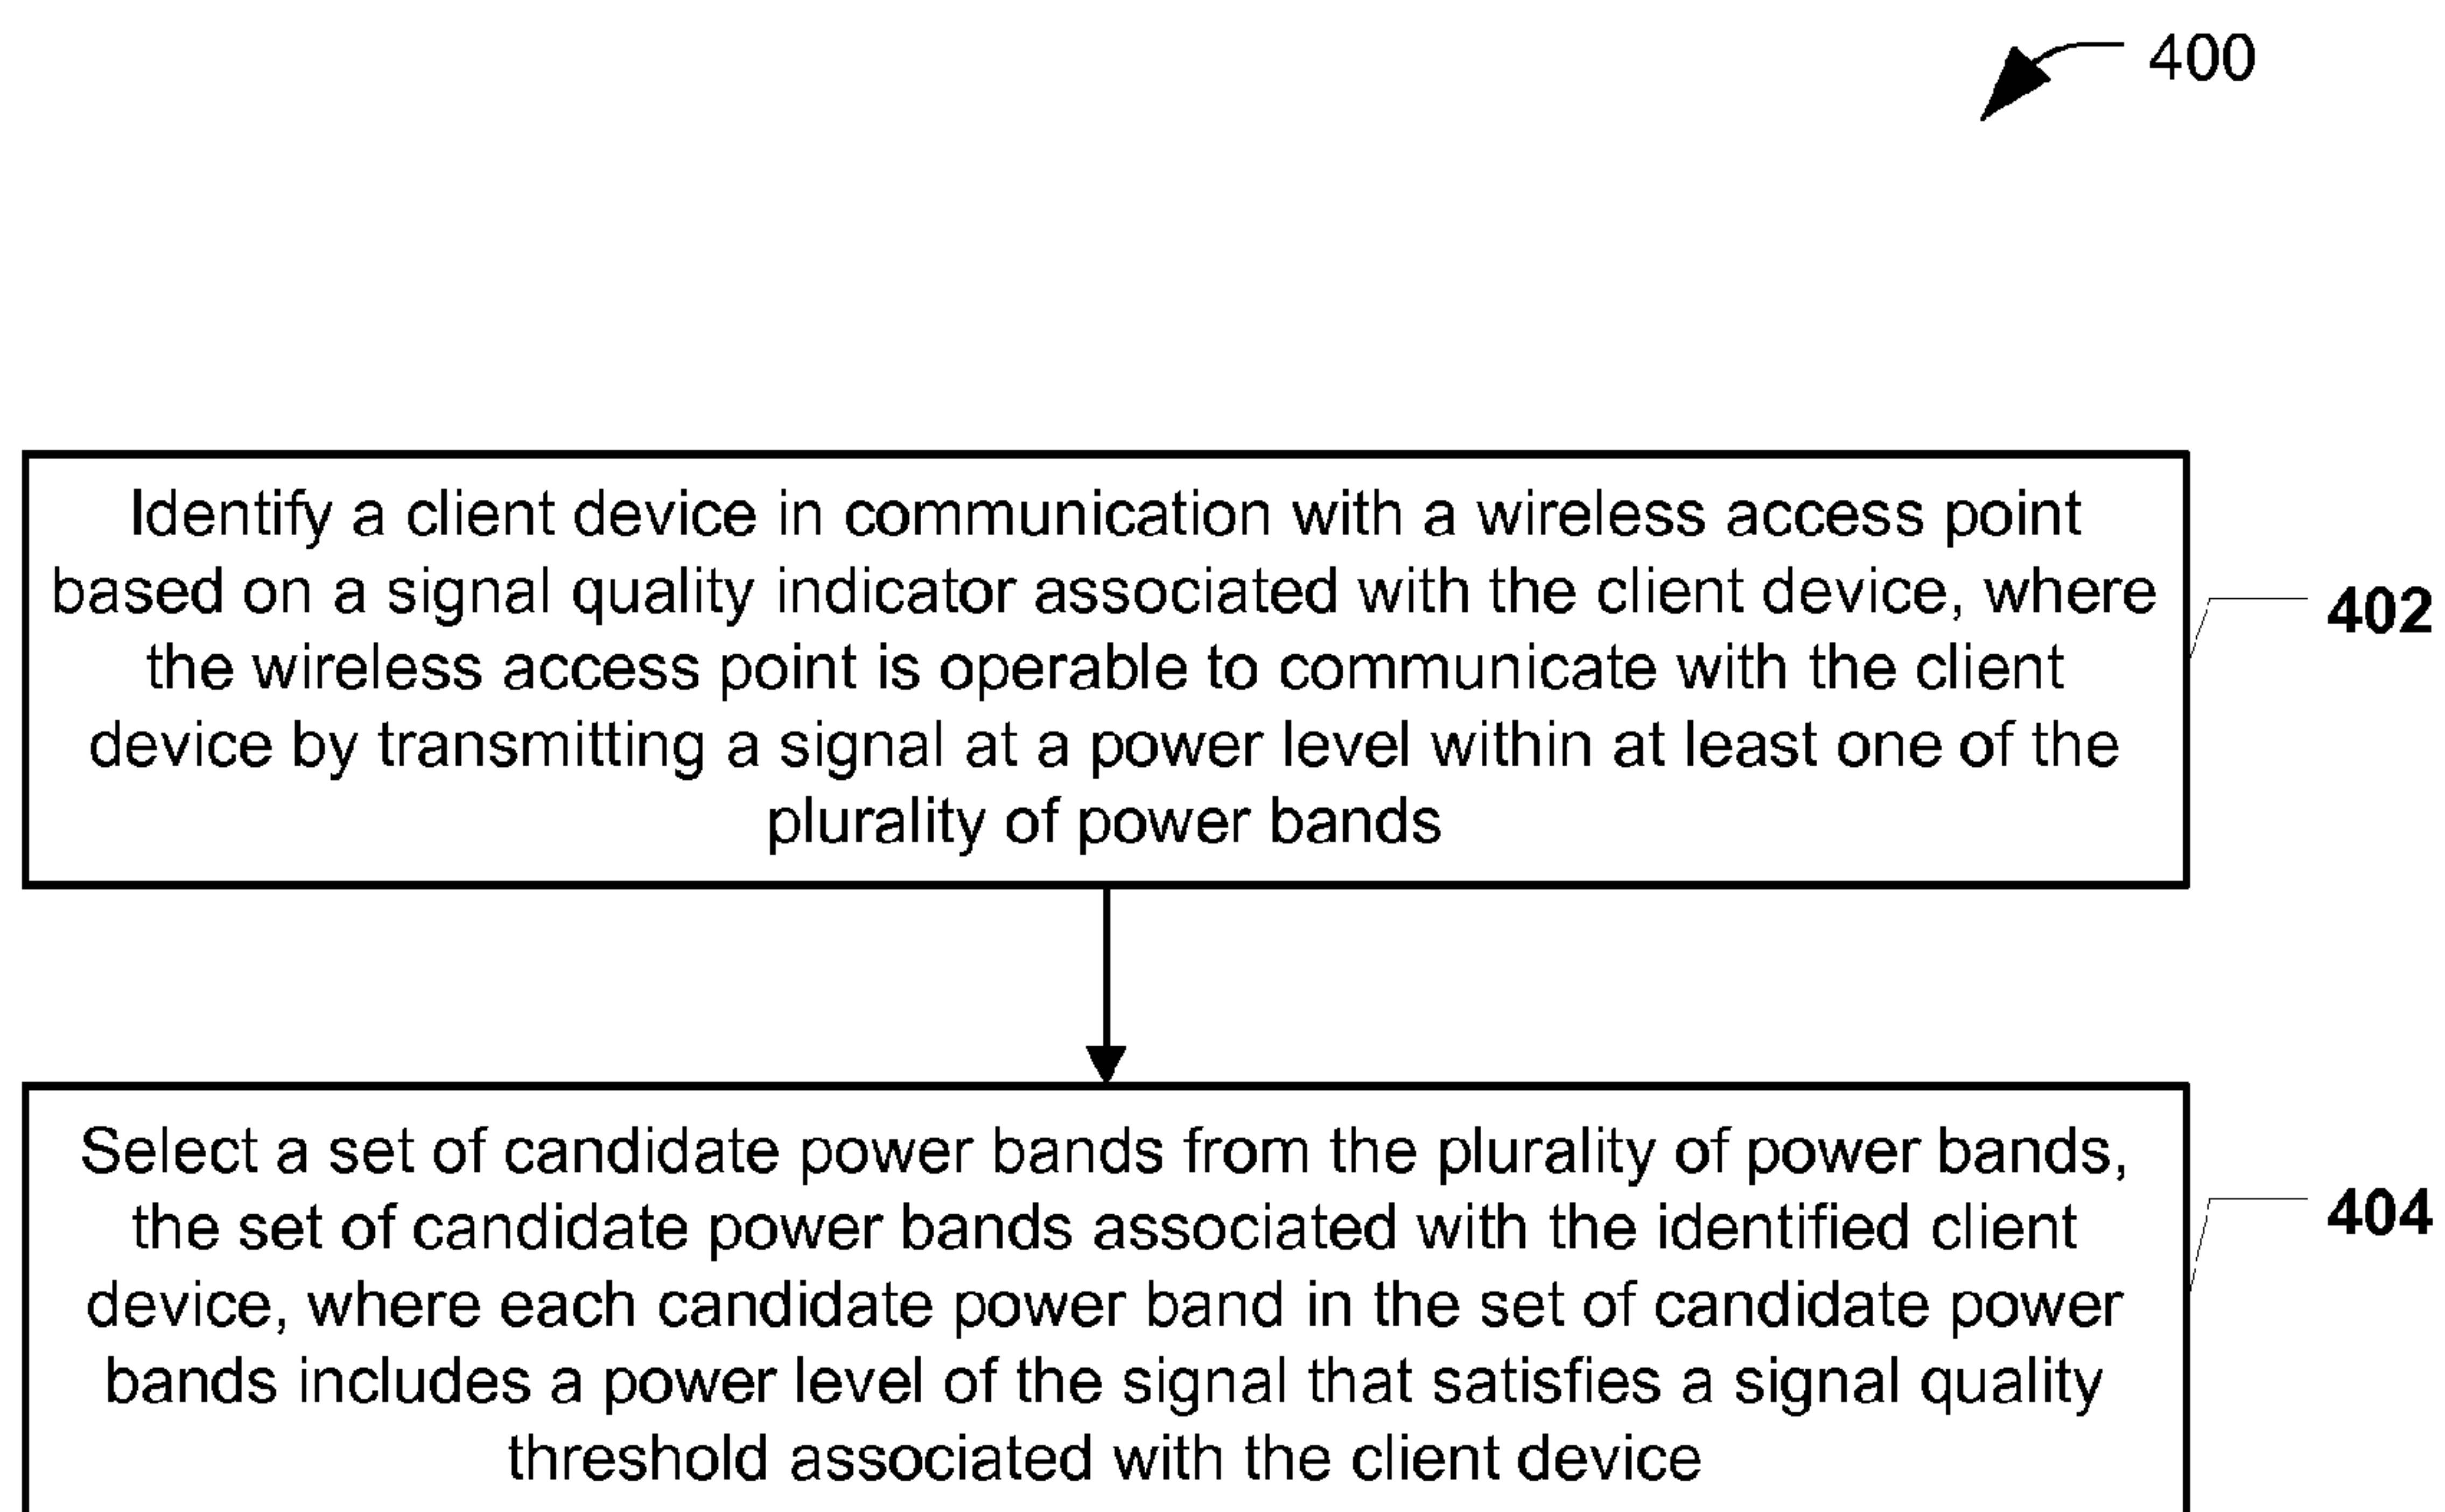 400
Identify a client device in communication with a wireless access point
based on a signal quality indicator associated with the client device, where
the wireless access point is operable to communicate with the client
device by transmitting a signal at a power level within at least one of the
plurality of power bands
402
Select a set of candidate power bands from the plurality of power bands,
the set of candidate power bands associated with the identified client
device, where each candidate power band in the set of candidate power
bands includes a power level of the signal that satisfies a signal quality
threshold associated with the client device
404